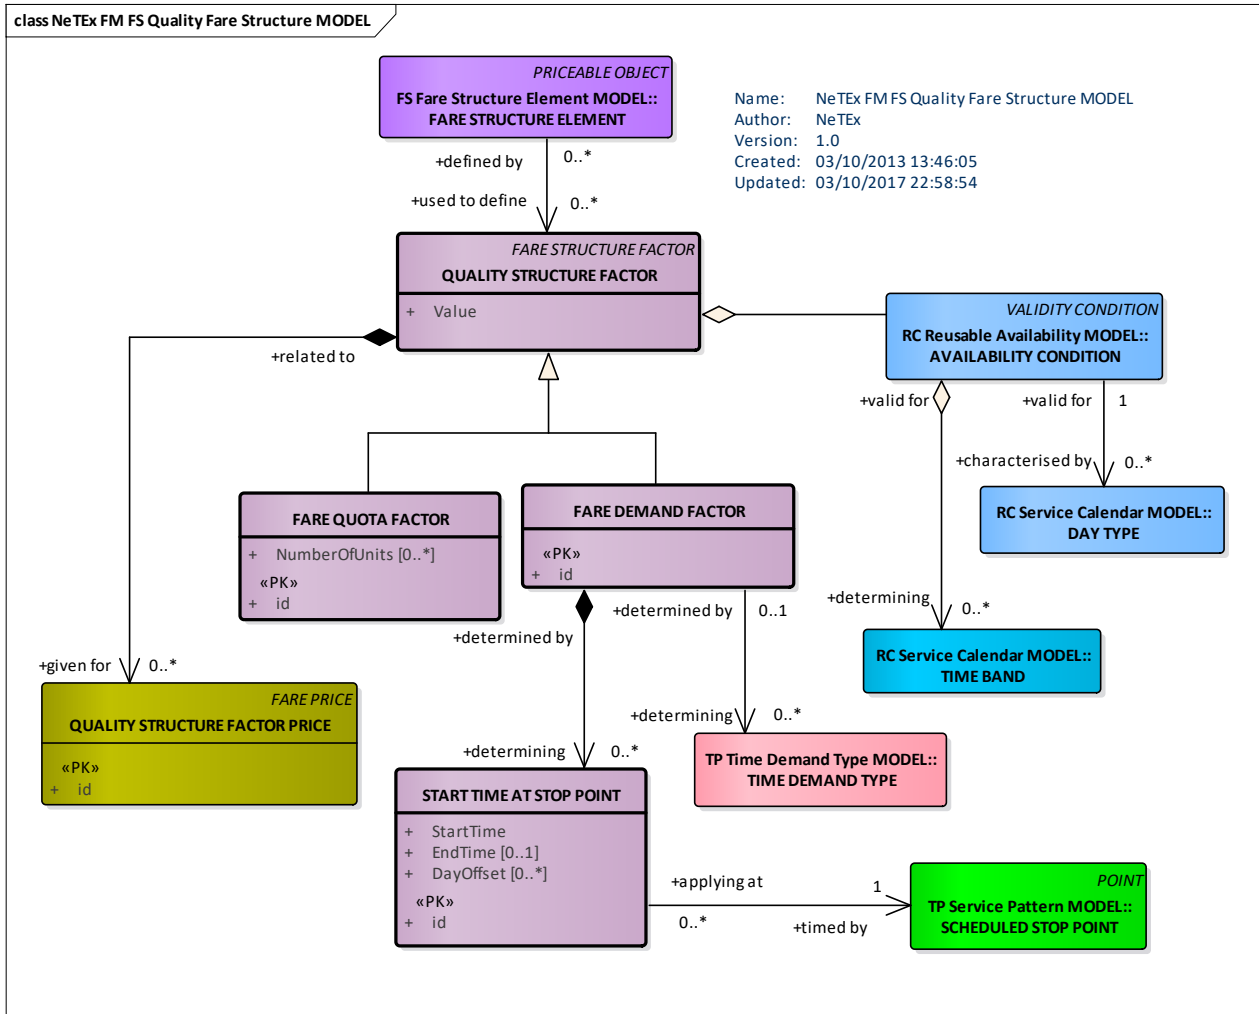 class NeTEx FM FS Quality Fare Structure MODEL
PRICEABLE OBJECT
FS Fare Structure Element MODEL::
FARE STRUCTURE ELEMENT
Name: NeTEx FM FS Quality Fare Structure MODEL
Author: NeTEx
Version: 1.0
Created: 03/10/2013 13:46:05
Updated: 03/10/2017 22:58:54
+defined by 0..*
+used to define 0..*
FARE STRUCTURE FACTOR
QUALITY STRUCTURE FACTOR
+ Value
+related to
VALIDITY CONDITION
RC Reusable Availability MODEL::
AVAILABILITY CONDITION
+valid for
+valid for 1
+characterised by 0..*
RC Service Calendar MODEL::
DAY TYPE
FARE QUOTA FACTOR
+ NumberOfUnits [0..*]
«PK»
+ id
FARE DEMAND FACTOR
«PK»
+ id
+determined by 0..1
+determined by
+determining 0..*
RC Service Calendar MODEL::
TIME BAND
+given for 0..*
FARE PRICE
QUALITY STRUCTURE FACTOR PRICE
«PK»
+ id
+determining 0..*
TP Time Demand Type MODEL::
TIME DEMAND TYPE
+determining 0..*
START TIME AT STOP POINT
+ StartTime
+ EndTime [0..1]
+ DayOffset [0..*]
«PK»
+ id
+applying at 1
0..* +timed by
POINT
TP Service Pattern MODEL::
SCHEDULED STOP POINT